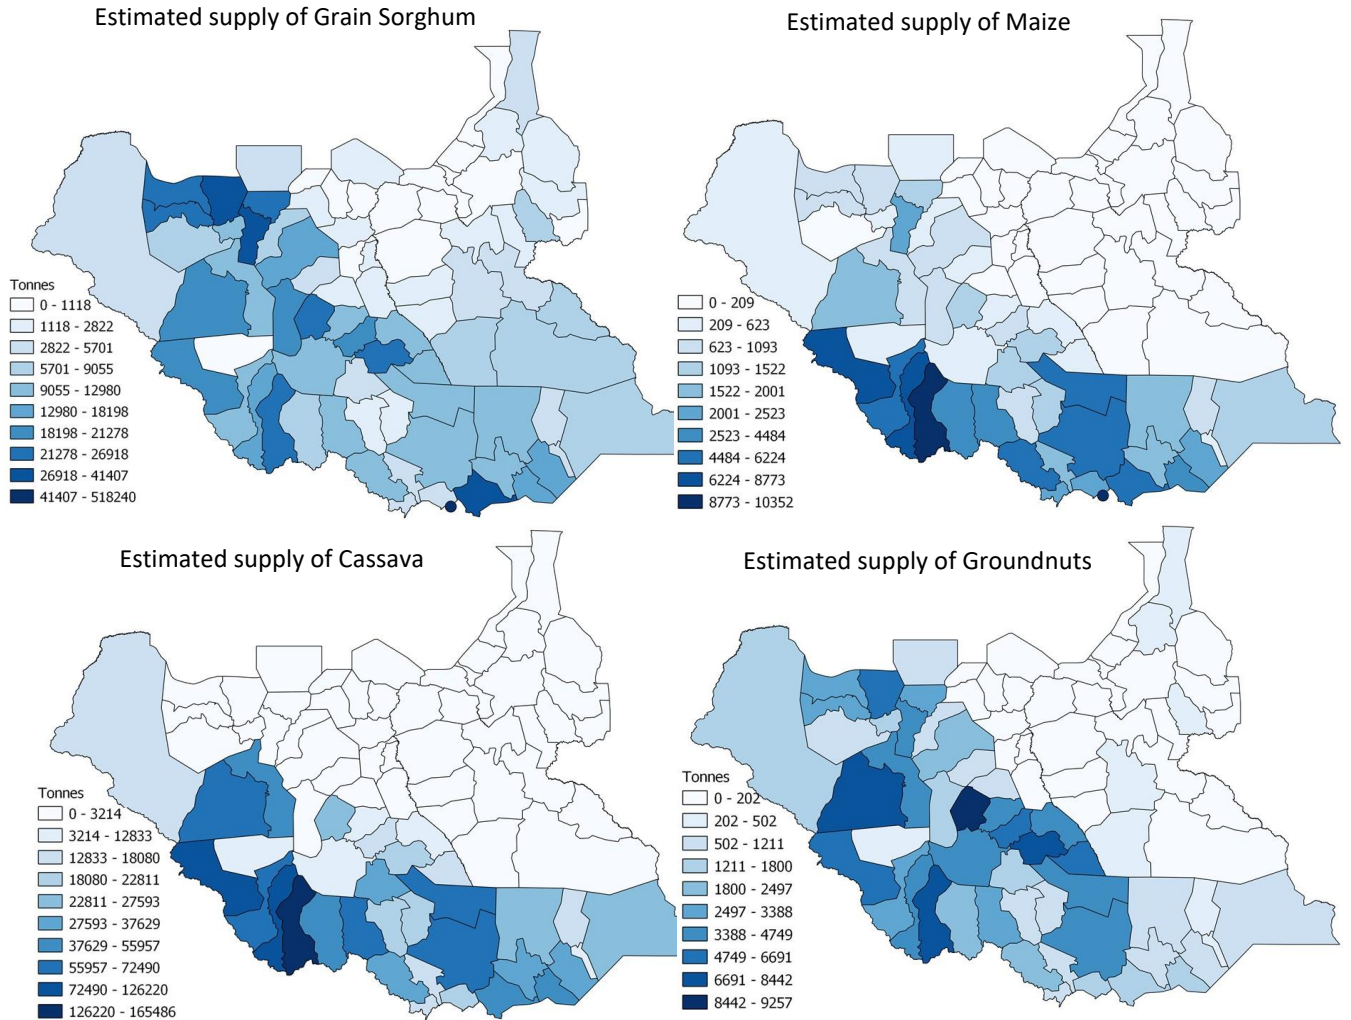 Estimated supply of Grain Sorghum
Tonnes
0 - 1118
1118 - 2822
2822 - 5701
5701 - 9055
9055 - 12980
12980 - 18198
18198 - 21278
21278 - 26918
26918 - 41407
41407 - 518240
Estimated supply of Maize
0 - 209
209 - 623
623 - 1093
1093 - 1522
1522 - 2001
2001 - 2523
2523 - 4484
4484 - 6224
6224 - 8773
8773 - 10352
Estimated supply of Cassava
Tonnes
0 - 3214
3214 - 12833
12833 - 18080
18080 - 22811
22811 - 27593
27593 - 37629
37629 - 55957
55957 - 72490
72490 - 126220
126220 - 165486
Estimated supply of Groundnuts
Tonnes
0 - 202
202 - 502
502 - 1211
1211 - 1800
1800 - 2497
2497 - 3388
3388 - 4749
4749 - 6691
6691 - 8442
8442 - 9257